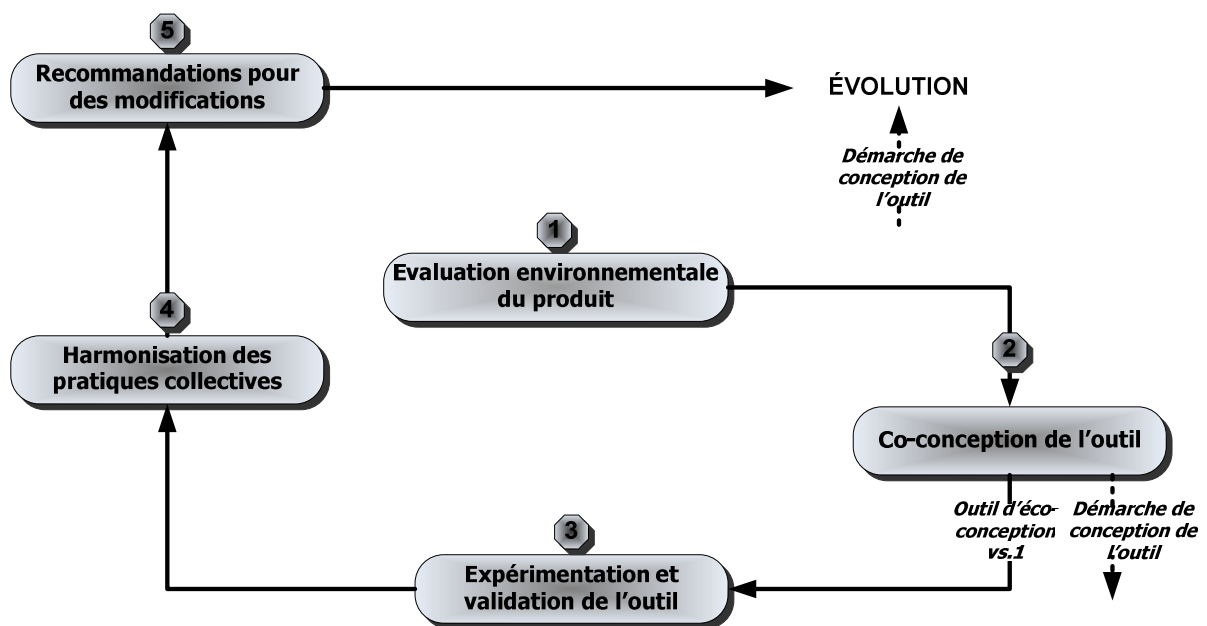 5
Recommandations pour
des modifications
ÉVOLUTION
Démarche de
conception de
l'outil
1
Evaluation environnementale
du produit
4
Harmonisation des
pratiques collectives
2
Co-conception de l'outil
Outil d'éco-
conception
vs.1
Démarche de
conception de
l'outil
3
Expérimentation et
validation de l'outil